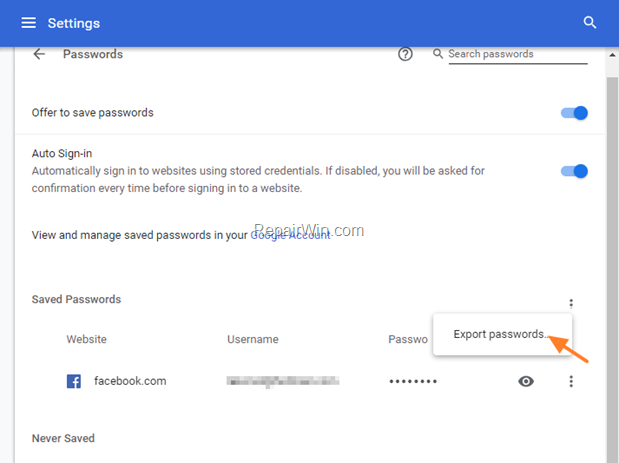 Settings
Passwords
Search passwords
Offer to save passwords
Auto Sign-in
Automatically sign in to websites using stored credentials. If disabled, you will be asked for
confirmation every time before signing in to a website.
RepairWin.com
View and manage saved passwords in your Google Account
Saved Passwords
Export passwords...
Website Username Passwo
facebook.com ••••••••
Never Saved